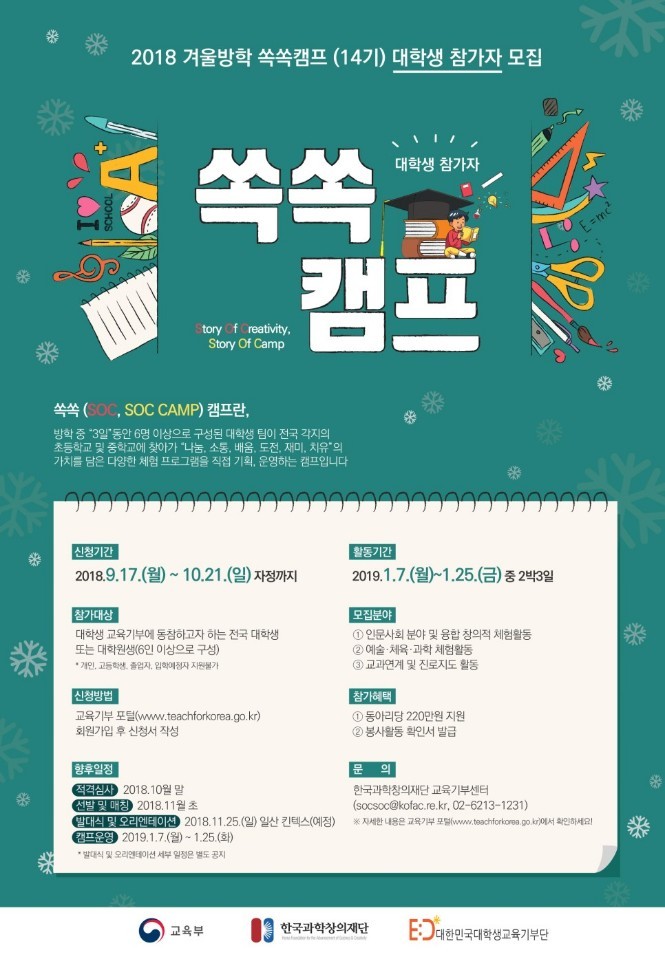 2018 겨울방학 쏙쏙캠프 (14기) 대학생 참가자 모집
A+
I ♥ SCHOOL
대학생 참가자
쏙쏙
캠프
E=mc²
Story Of Creativity,
Story Of Camp
쏙쏙 (SOC, SOC CAMP) 캠프란,
방학 중 "3일"동안 6명 이상으로 구성된 대학생 팀이 전국 각지의
초등학교 및 중학교에 찾아가 "나눔, 소통, 배움, 도전, 재미, 치유"의
가치를 담은 다양한 체험 프로그램을 직접 기획, 운영하는 캠프입니다
신청기간
2018.9.17.(월) ~ 10.21.(일) 자정까지
참가대상
대학생 교육기부에 동참하고자 하는 전국 대학생
또는 대학원생(6인 이상으로 구성)
* 개인, 고등학생, 졸업자, 입학예정자 지원불가
신청방법
교육기부 포털(www.teachforkorea.go.kr)
회원가입 후 신청서 작성
향후일정
적격심사 2018.10월 말
선발 및 매칭 2018.11월 초
발대식 및 오리엔테이션 2018.11.25.(일) 일산 킨텍스(예정)
캠프운영 2019.1.7.(월) ~ 1.25.(화)
* 발대식 및 오리엔테이션 세부 일정은 별도 공지
활동기간
2019.1.7.(월)~1.25.(금) 중 2박3일
모집분야
① 인문사회 분야 및 융합 창의적 체험활동
② 예술·체육·과학 체험활동
③ 교과연계 및 진로지도 활동
참가혜택
① 동아리당 220만원 지원
② 봉사활동 확인서 발급
문 의
한국과학창의재단 교육기부센터
(socsoc@kofac.re.kr, 02-6213-1231)
※ 자세한 내용은 교육기부 포털(www.teachforkorea.go.kr)에서 확인하세요!
교육부
한국과학창의재단
Korea Foundation for the Advancement of Science & Creativity
대한민국대학생교육기부단